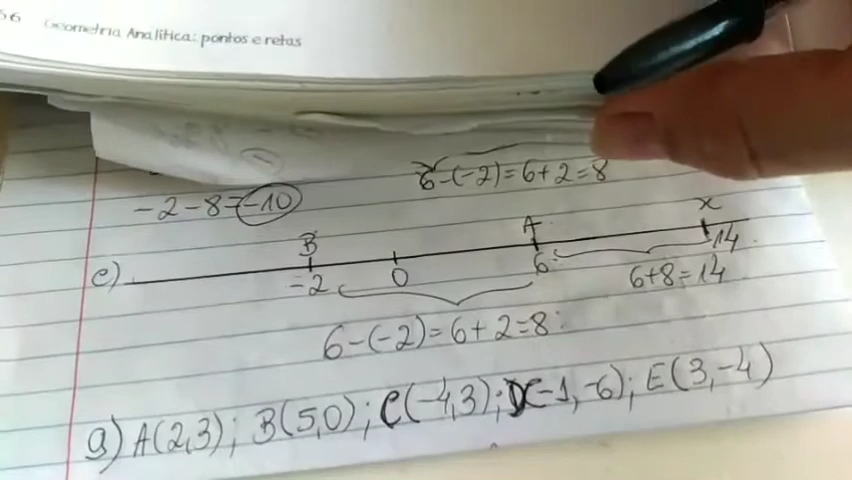 56 Geometria Analítica: pontos e retas
6-(-2)=6+2=8
-2-8=-10
B A x
e) -2 0 6 14
6+8=14
6-(-2)=6+2=8
g) A(2,3); B(5,0); C(-4,3); D(-1,-6); E(3,-4)